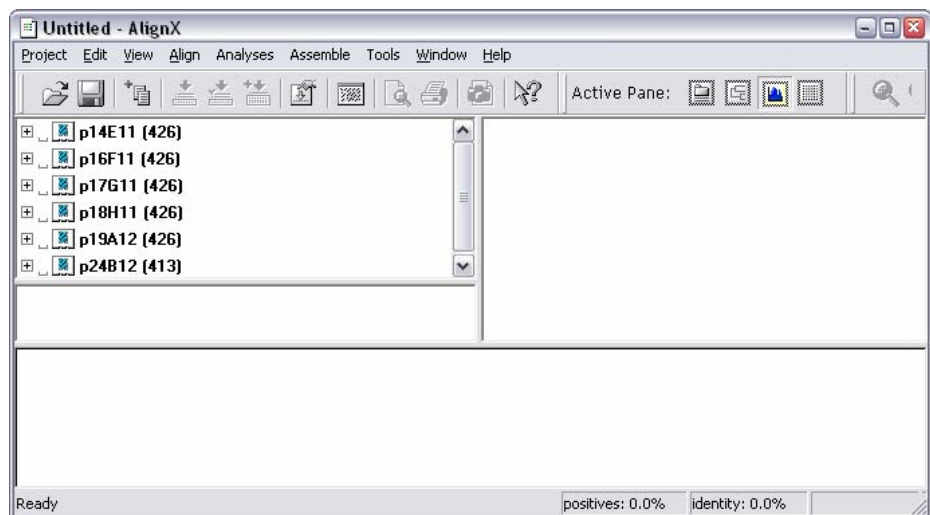 Untitled - AlignX
Project Edit View Align Analyses Assemble Tools Window Help
Active Pane:
p14E11 (426)
p16F11 (426)
p17G11 (426)
p18H11 (426)
p19A12 (426)
p24B12 (413)
Ready positives: 0.0% identity: 0.0%